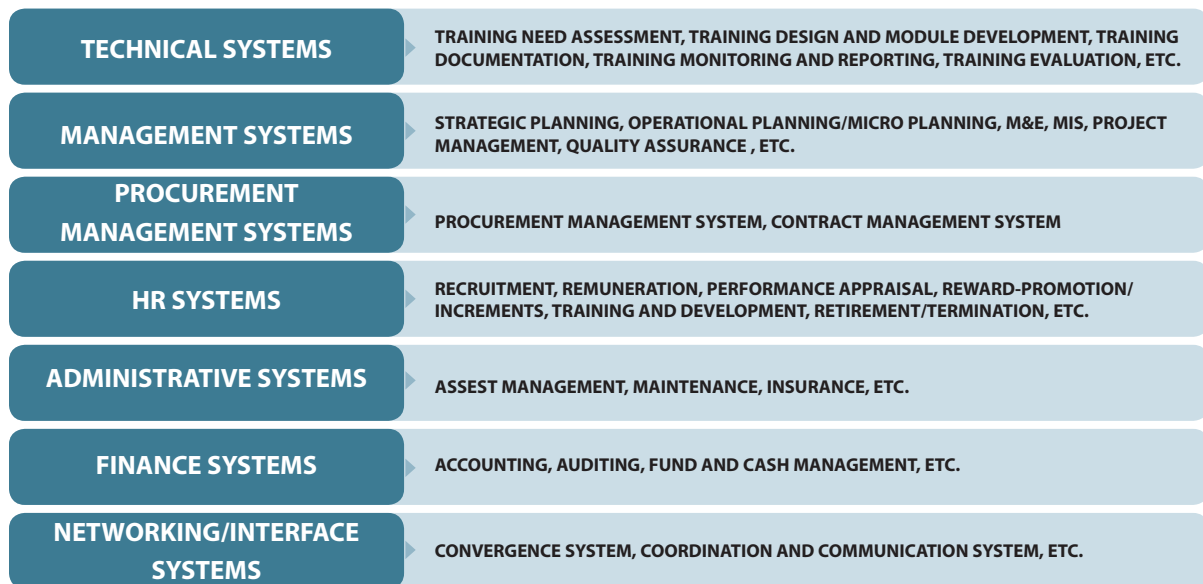 TECHNICAL SYSTEMS
TRAINING NEED ASSESSMENT, TRAINING DESIGN AND MODULE DEVELOPMENT, TRAINING
DOCUMENTATION, TRAINING MONITORING AND REPORTING, TRAINING EVALUATION, ETC.
MANAGEMENT SYSTEMS
STRATEGIC PLANNING, OPERATIONAL PLANNING/MICRO PLANNING, M&E, MIS, PROJECT
MANAGEMENT, QUALITY ASSURANCE , ETC.
PROCUREMENT
MANAGEMENT SYSTEMS
PROCUREMENT MANAGEMENT SYSTEM, CONTRACT MANAGEMENT SYSTEM
HR SYSTEMS
RECRUITMENT, REMUNERATION, PERFORMANCE APPRAISAL, REWARD-PROMOTION/
INCREMENTS, TRAINING AND DEVELOPMENT, RETIREMENT/TERMINATION, ETC.
ADMINISTRATIVE SYSTEMS
ASSEST MANAGEMENT, MAINTENANCE, INSURANCE, ETC.
FINANCE SYSTEMS
ACCOUNTING, AUDITING, FUND AND CASH MANAGEMENT, ETC.
NETWORKING/INTERFACE
SYSTEMS
CONVERGENCE SYSTEM, COORDINATION AND COMMUNICATION SYSTEM, ETC.